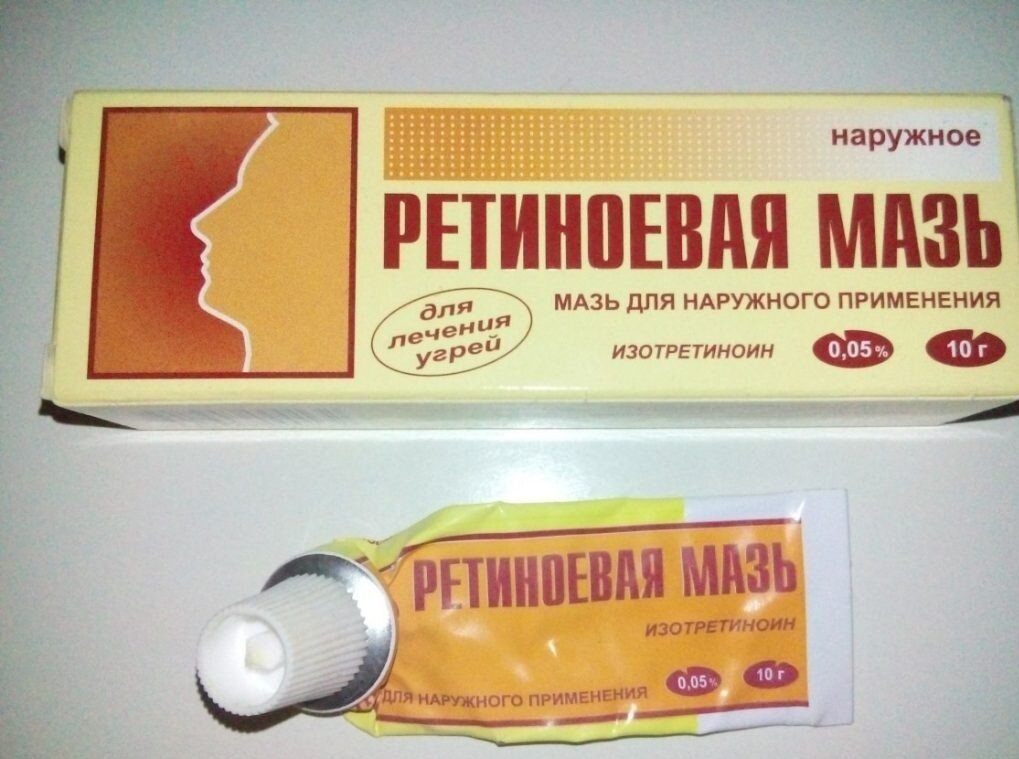 наружное
РЕТИНОЕВАЯ МАЗЬ
МАЗЬ ДЛЯ НАРУЖНОГО ПРИМЕНЕНИЯ
для
лечения
угрей
ИЗОТРЕТИНОИН 0,05% 10 г
РЕТИНОЕВАЯ МАЗЬ
ИЗОТРЕТИНОИН
ДЛЯ НАРУЖНОГО ПРИМЕНЕНИЯ 0,05% 10 г